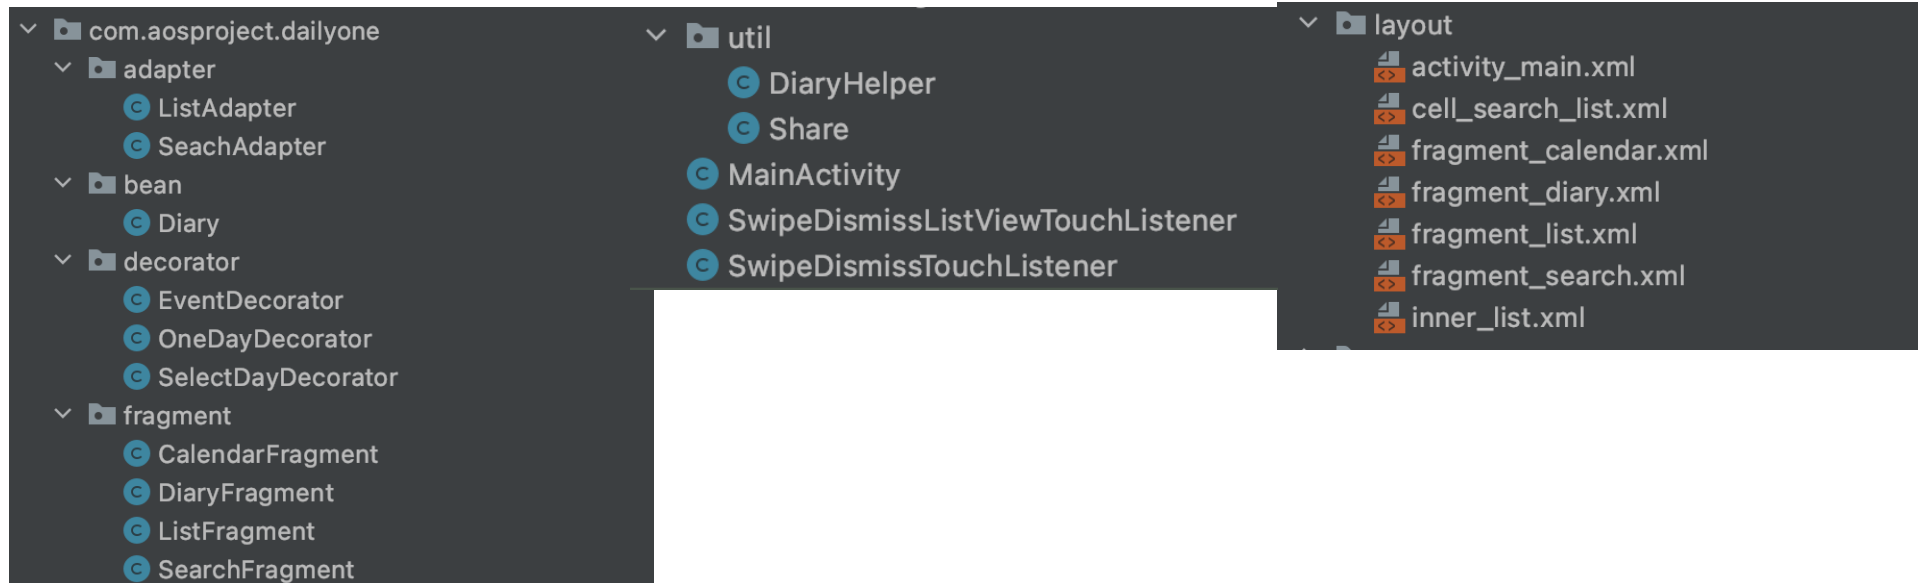 com.aosproject.dailyone
adapter
ListAdapter
SeachAdapter
bean
Diary
decorator
EventDecorator
OneDayDecorator
SelectDayDecorator
fragment
CalendarFragment
DiaryFragment
ListFragment
SearchFragment
util
DiaryHelper
Share
MainActivity
SwipeDismissListViewTouchListener
SwipeDismissTouchListener
layout
activity_main.xml
cell_search_list.xml
fragment_calendar.xml
fragment_diary.xml
fragment_list.xml
fragment_search.xml
inner_list.xml